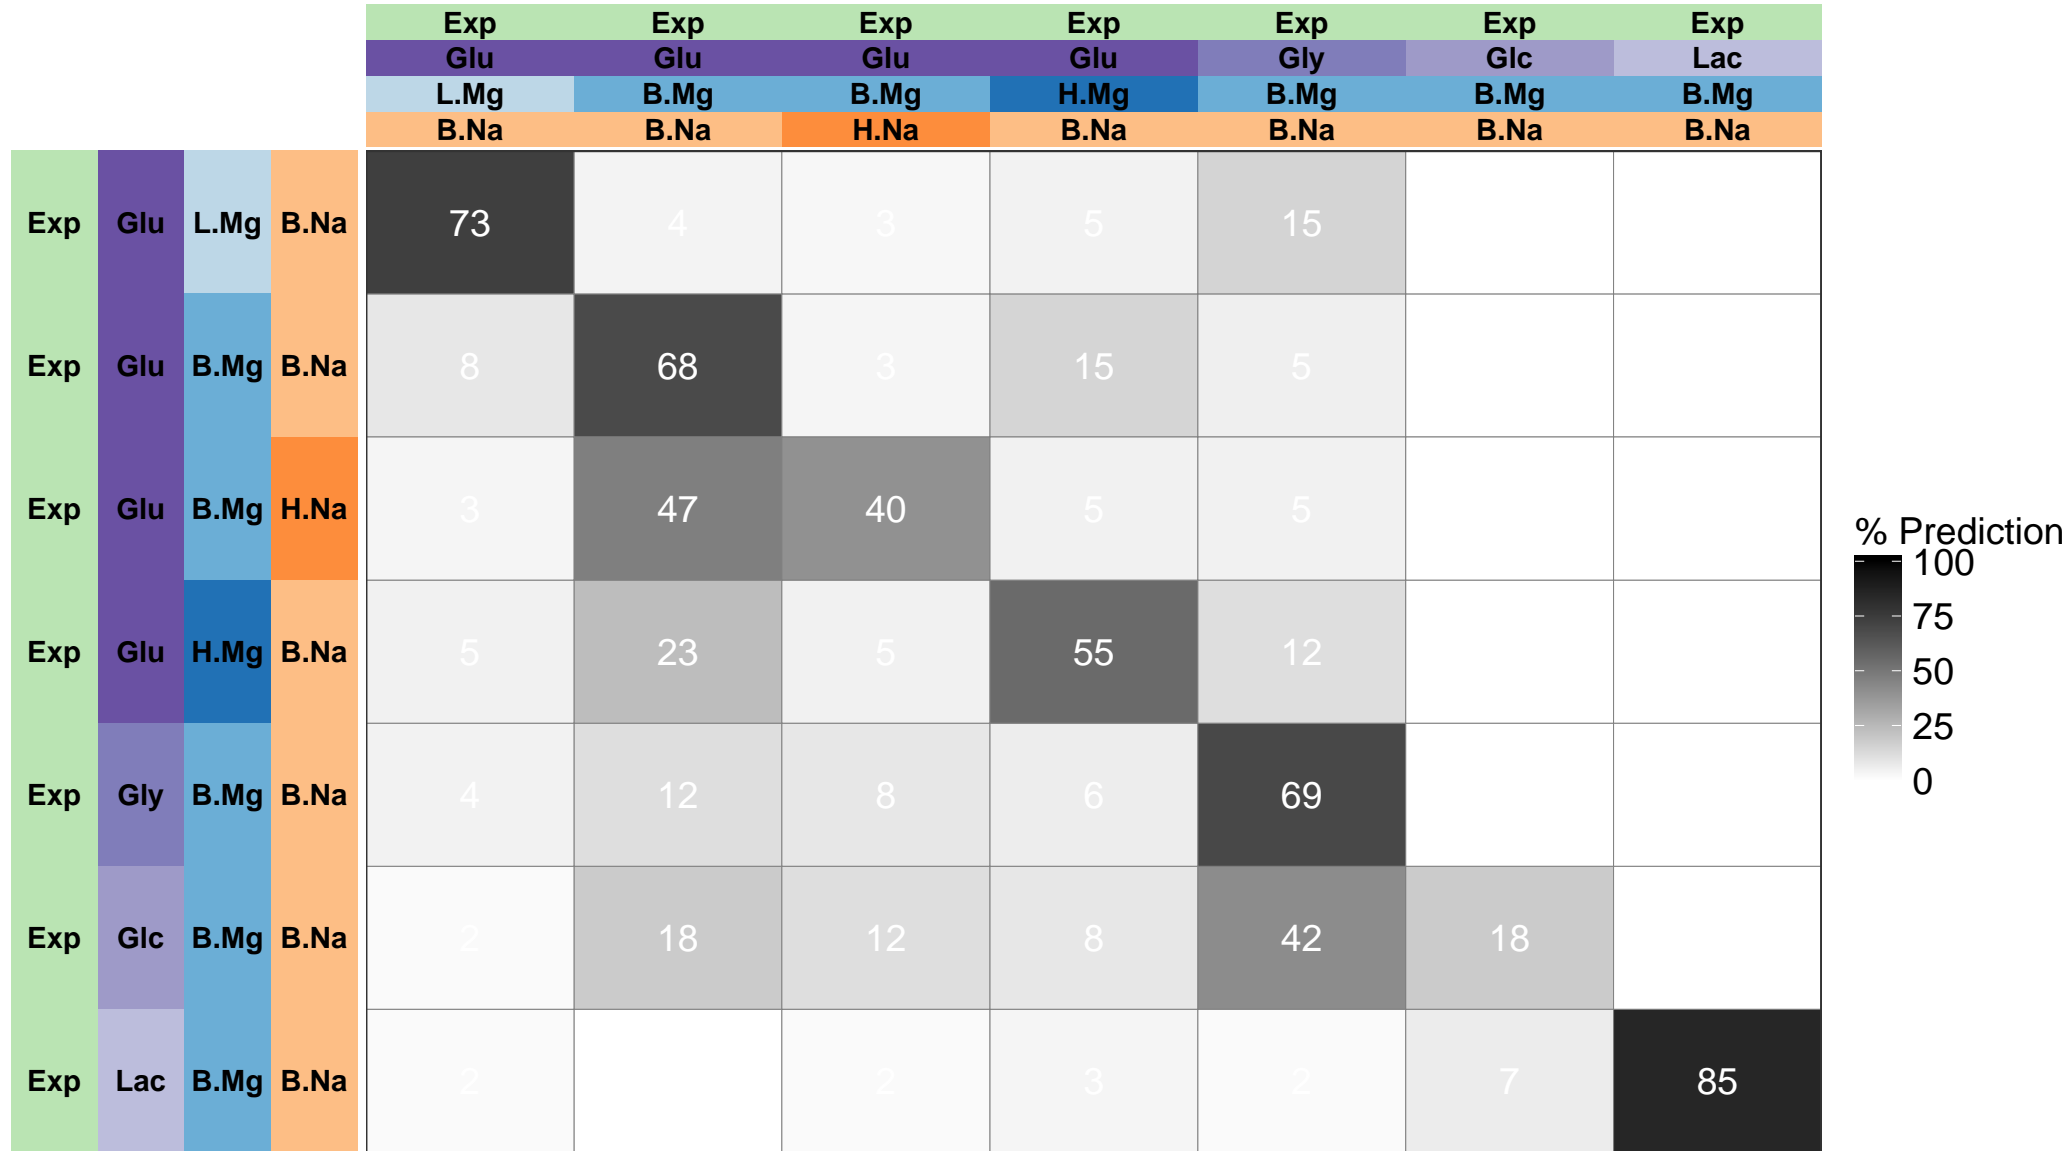 Exp Exp Exp Exp Exp Exp Exp
Glu Glu Glu Glu Gly Glc Lac
L.Mg B.Mg B.Mg H.Mg B.Mg B.Mg B.Mg
B.Na B.Na H.Na B.Na B.Na B.Na B.Na
Exp Glu L.Mg B.Na 73 4 3 5 15
Exp Glu B.Mg B.Na 8 68 3 15 5
Exp Glu B.Mg H.Na 3 47 40 5 5
Exp Glu H.Mg B.Na 5 23 5 55 12
Exp Gly B.Mg B.Na 4 12 8 6 69
Exp Glc B.Mg B.Na 2 18 12 8 42 18
Exp Lac B.Mg B.Na 2 2 3 2 7 85
% Prediction
100
75
50
25
0